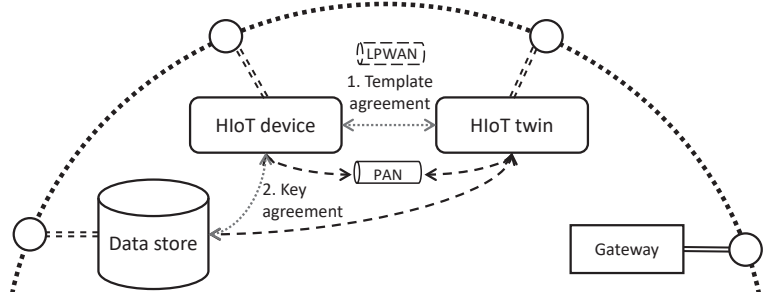 LPWAN
1. Template
agreement
HIoT device
HIoT twin
PAN
2. Key
agreement
Data store
Gateway